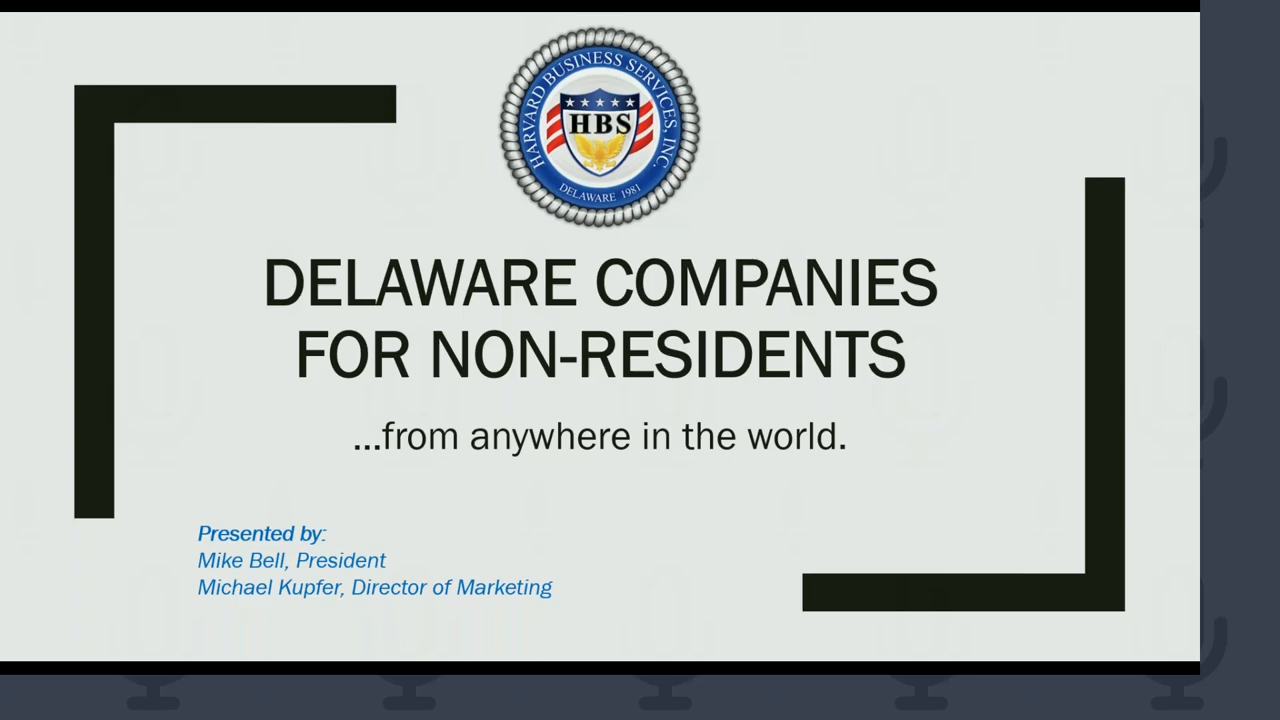 HARVARD BUSINESS SERVICES, INC.
HBS
DELAWARE 1981
DELAWARE COMPANIES
FOR NON-RESIDENTS
...from anywhere in the world.
Presented by:
Mike Bell, President
Michael Kupfer, Director of Marketing